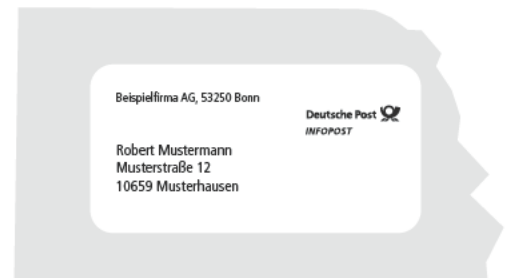 Beispielfirma AG, 53250 Bonn
Deutsche Post
INFOPOST
Robert Mustermann
Musterstraße 12
10659 Musterhausen